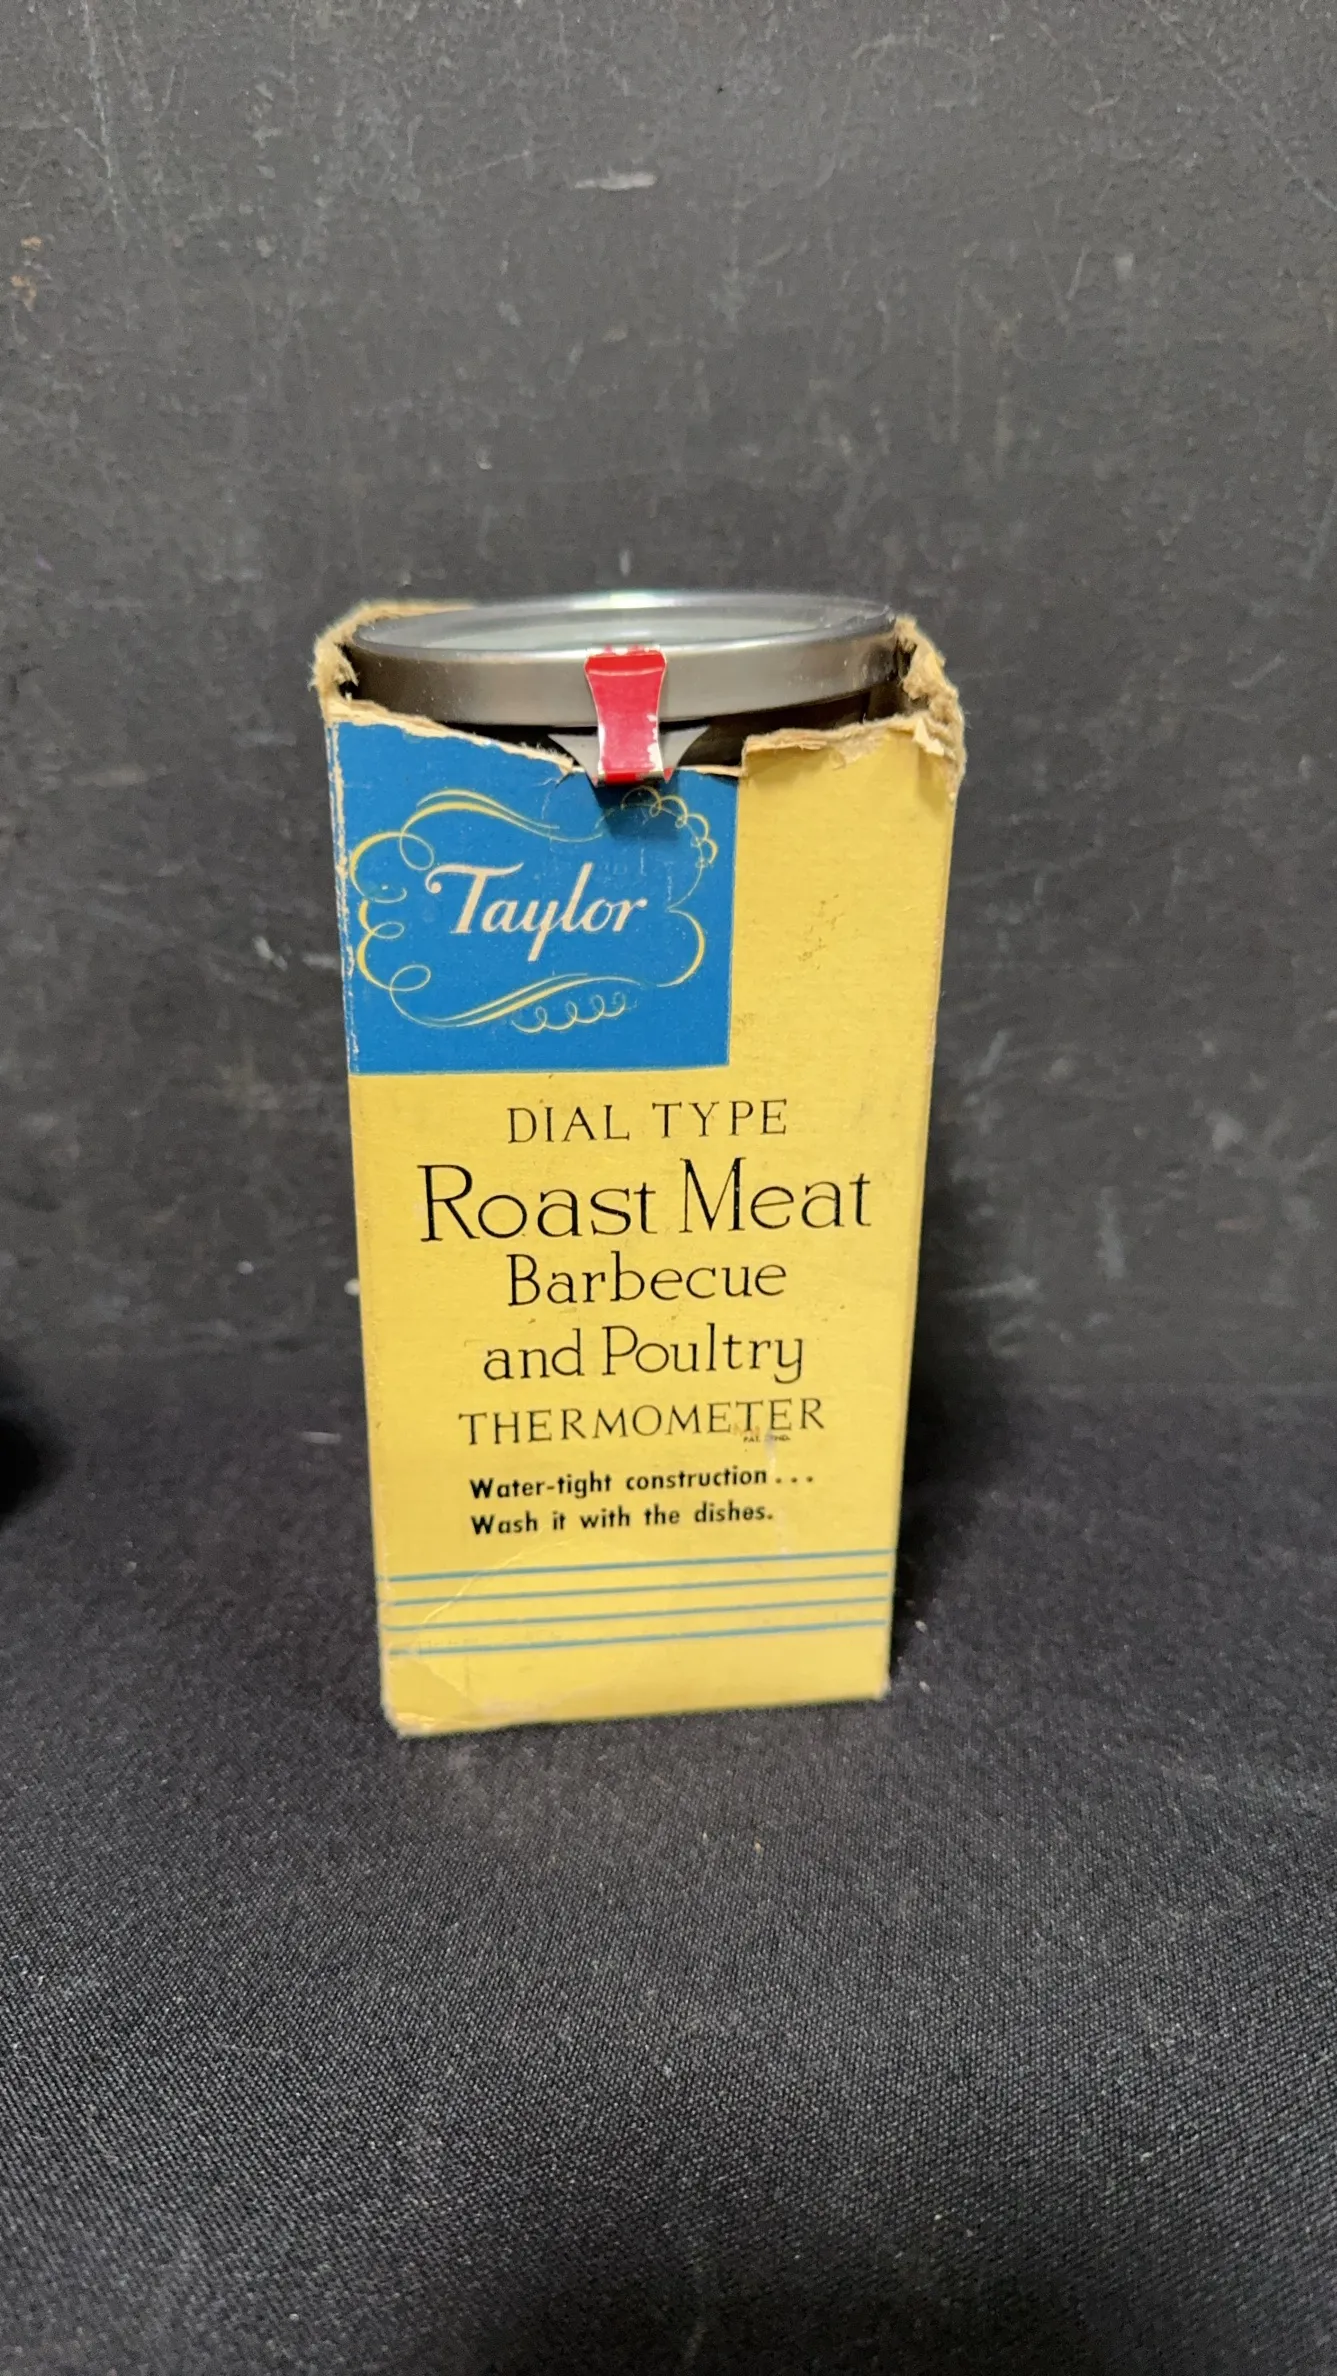 Taylor
DIAL TYPE
Roast Meat
Barbecue
and Poultry
THERMOMETER
Water-tight construction...
Wash it with the dishes.